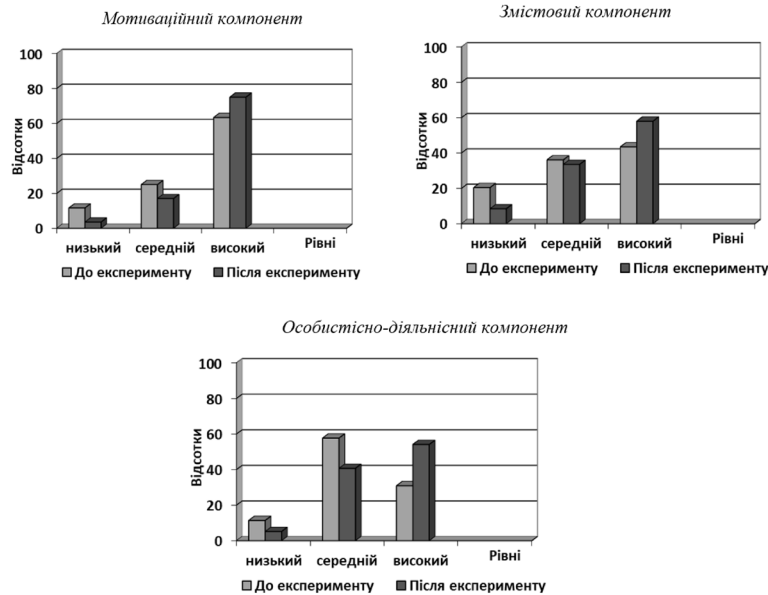 Мотиваційний компонент
Відсотки
100
80
60
40
20
0
низький середній високий Рівні
До експерименту Після експерименту
Змістовий компонент
Відсотки
100
80
60
40
20
0
низький середній високий Рівні
До експерименту Після експерименту
Особистісно-діяльнісний компонент
Відсотки
100
80
60
40
20
0
низький середній високий Рівні
До експерименту Після експерименту